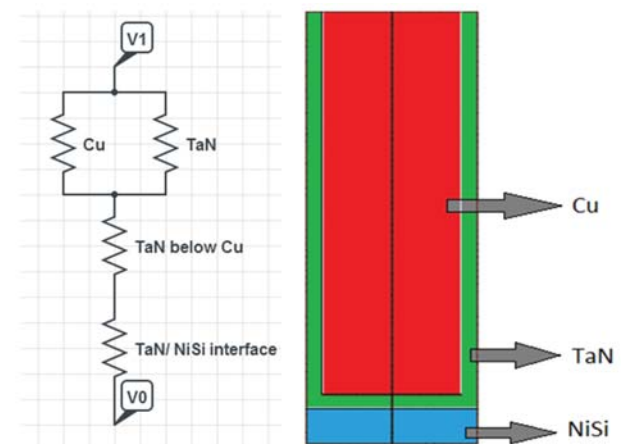 V1
Cu
TaN
TaN below Cu
TaN/ NiSi interface
V0
Cu
TaN
NiSi